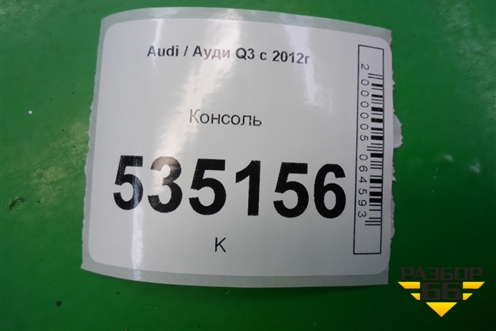 Audi / Ауди Q3 с 2012г
Консоль
535156
К
2000005064593
РАЗБОР
66